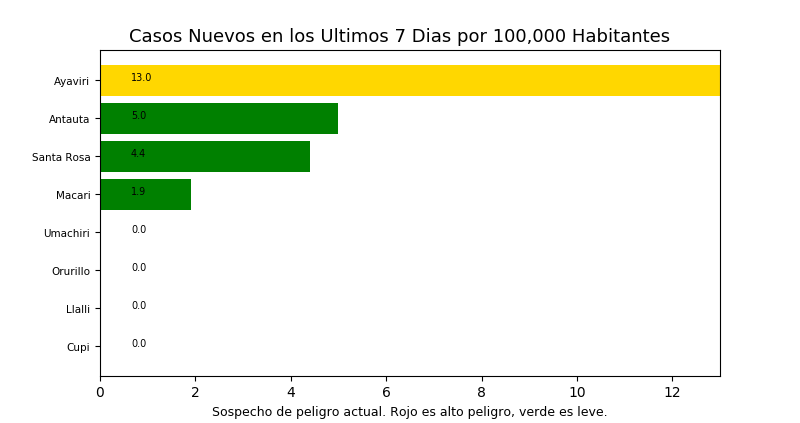 Casos Nuevos en los Ultimos 7 Dias por 100,000 Habitantes
Ayaviri 13.0
Antauta 5.0
Santa Rosa 4.4
Macari 1.9
Umachiri 0.0
Orurillo 0.0
Llalli 0.0
Cupi 0.0
0 2 4 6 8 10 12
Sospecho de peligro actual. Rojo es alto peligro, verde es leve.